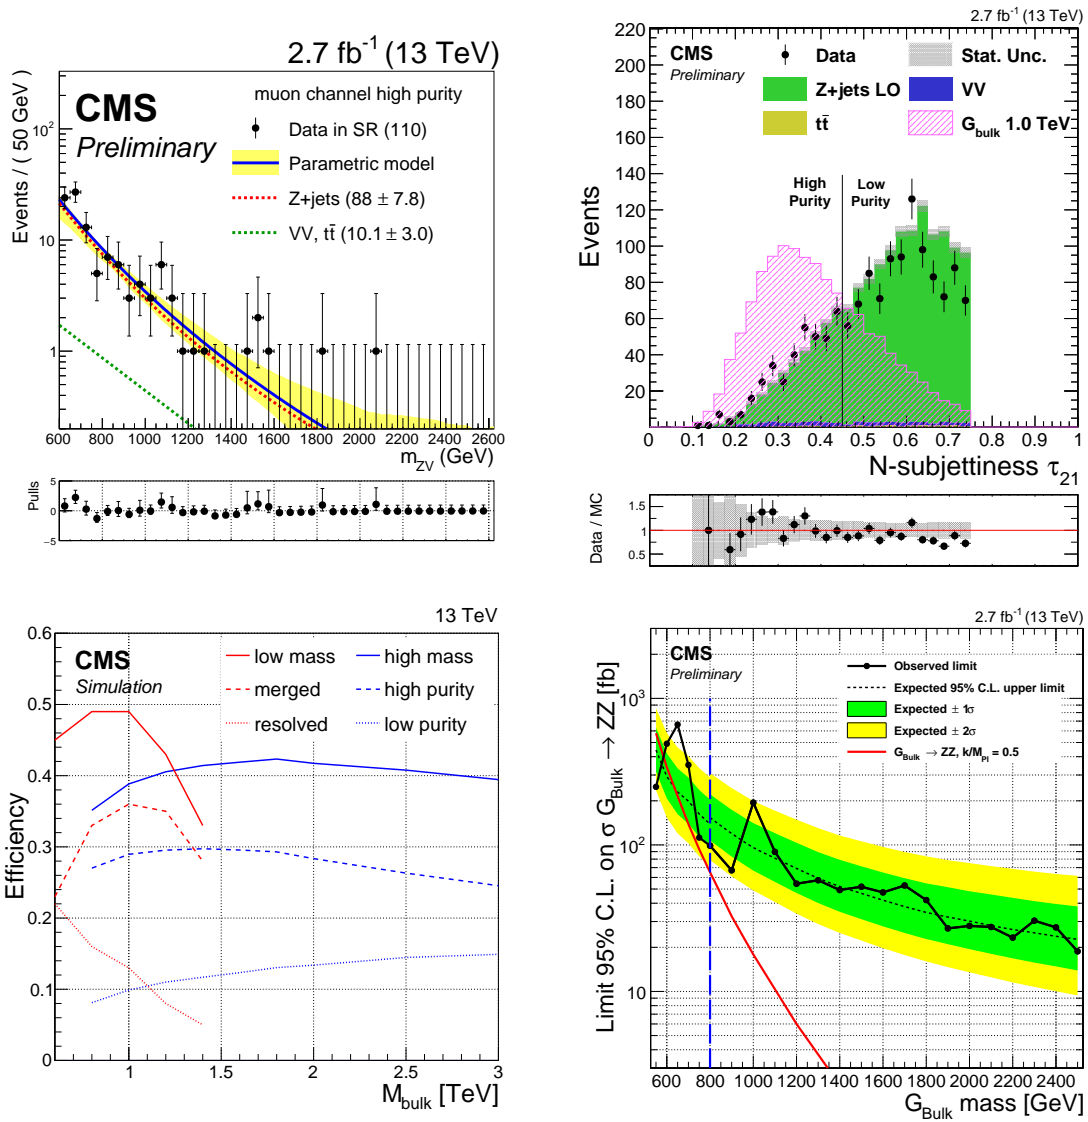 2.7 fb⁻¹ (13 TeV)
Events / ( 50 GeV )
CMS
Preliminary
muon channel high purity
Data in SR (110)
Parametric model
Z+jets (88 ± 7.8)
VV, tt̄ (10.1 ± 3.0)
10²
10
1
600 800 1000 1200 1400 1600 1800 2000 2200 2400 2600
m_ZV (GeV)
Pulls
5
0
−5
2.7 fb⁻¹ (13 TeV)
Events
CMS
Preliminary
Data
Stat. Unc.
Z+jets LO
VV
tt̄
G_bulk 1.0 TeV
High Purity
Low Purity
220
200
180
160
140
120
100
80
60
40
20
0 0.1 0.2 0.3 0.4 0.5 0.6 0.7 0.8 0.9 1
N-subjettiness τ₂₁
Data / MC
1.5
1
0.5
13 TeV
Efficiency
CMS
Simulation
low mass
high mass
merged
high purity
resolved
low purity
0.6
0.5
0.4
0.3
0.2
0.1
0
1 1.5 2 2.5 3
M_bulk [TeV]
2.7 fb⁻¹ (13 TeV)
Limit 95% C.L. on σ G_Bulk → ZZ [fb]
CMS
Preliminary
Observed limit
Expected 95% C.L. upper limit
Expected ± 1σ
Expected ± 2σ
G_Bulk → ZZ, k/M_Pl = 0.5
10³
10²
10
600 800 1000 1200 1400 1600 1800 2000 2200 2400
G_Bulk mass [GeV]